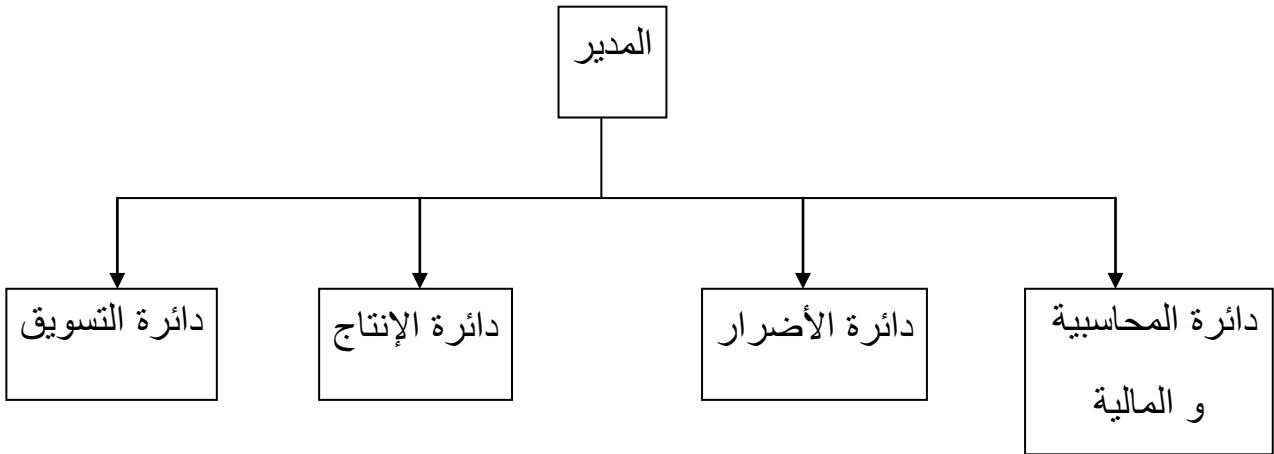 المدير
دائرة المحاسبية
و المالية
دائرة الأضرار
دائرة الإنتاج
دائرة التسويق